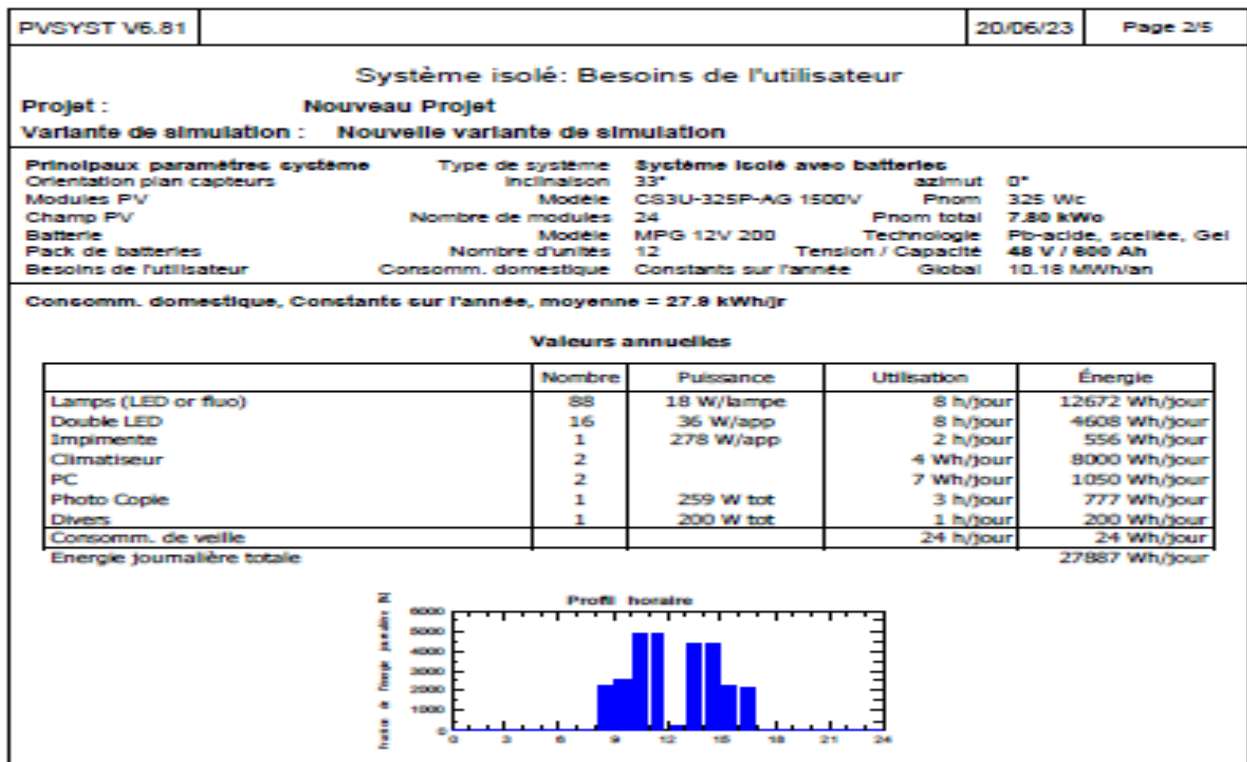 PVSYST V6.81 20/06/23 Page 2/5
Système isolé: Besoins de l'utilisateur
Projet : Nouveau Projet
Variante de simulation : Nouvelle variante de simulation
Principaux paramètres système Type de système Système isolé avec batteries
Orientation plan capteurs Inclinaison 33° azimut 0°
Modules PV Modèle CS3U-325P-AG 1500V Pnom 325 Wc
Champ PV Nombre de modules 24 Pnom total 7.80 kWc
Batterie Modèle MPG 12V 200 Technologie Pb-acide, scellée, Gel
Pack de batteries Nombre d'unités 12 Tension / Capacité 48 V / 600 Ah
Besoins de l'utilisateur Consomm. domestique Constants sur l'année Global 10.18 MWh/an
Consomm. domestique, Constants sur l'année, moyenne = 27.9 kWh/jr
Valeurs annuelles
Nombre Puissance Utilisation Énergie
Lamps (LED or fluo) 88 18 W/lampe 8 h/jour 12672 Wh/jour
Double LED 16 36 W/app 8 h/jour 4608 Wh/jour
Impimente 1 278 W/app 2 h/jour 556 Wh/jour
Climatiseur 2 4 Wh/jour 8000 Wh/jour
PC 2 7 Wh/jour 1050 Wh/jour
Photo Copie 1 259 W tot 3 h/jour 777 Wh/jour
Divers 1 200 W tot 1 h/jour 200 Wh/jour
Consomm. de veille 24 h/jour 24 Wh/jour
Energie journalière totale 27887 Wh/jour
Profil horaire
Fraction de l'énergie journalière [%]
6000
5000
4000
3000
2000
1000
0
0 3 6 9 12 15 18 21 24